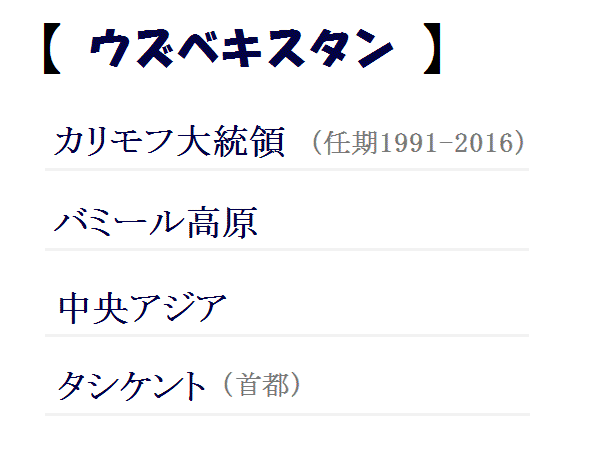 【 ウズベキスタン 】
カリモフ大統領 （任期1991-2016）
バミール高原
中央アジア
タシケント （首都）